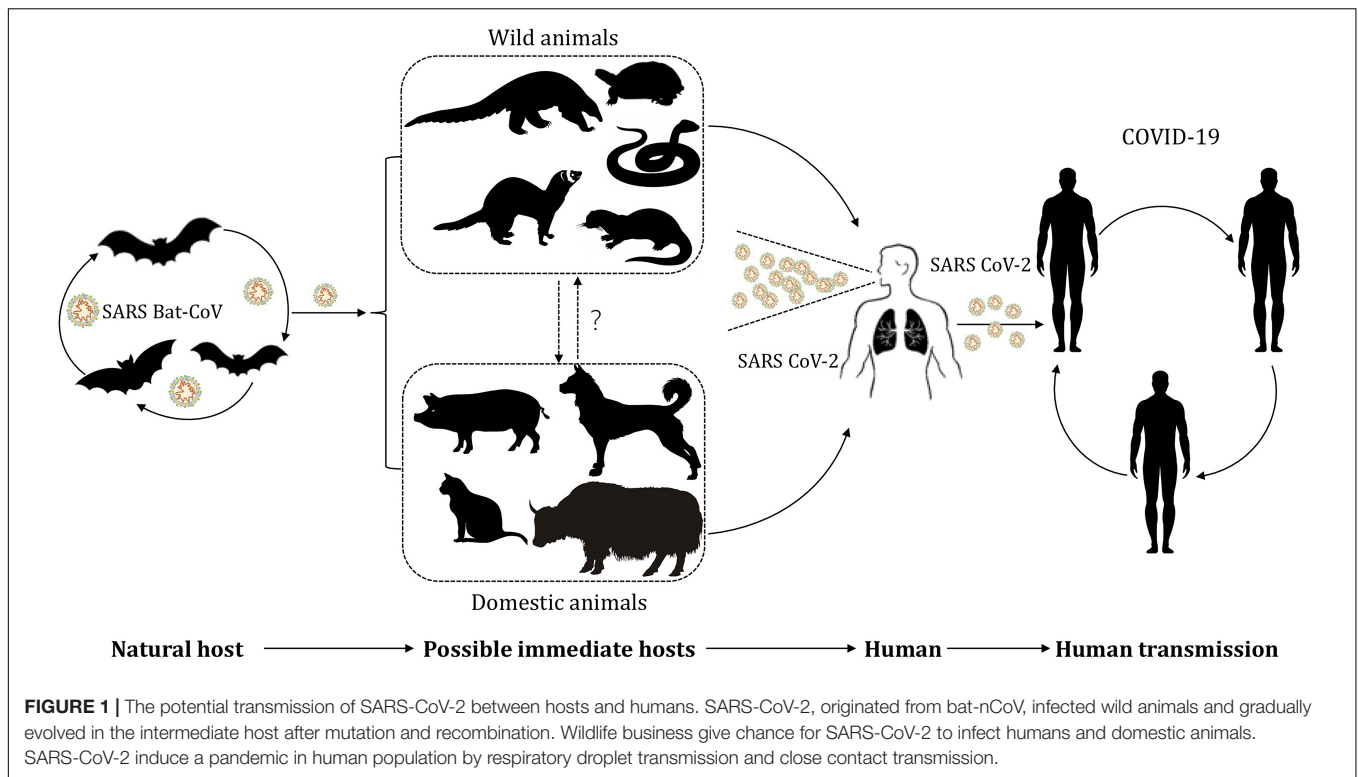 Wild animals
COVID-19
SARS Bat-CoV
?
SARS CoV-2
SARS CoV-2
Domestic animals
Natural host
Possible immediate hosts
Human
Human transmission
FIGURE 1 | The potential transmission of SARS-CoV-2 between hosts and humans. SARS-CoV-2, originated from bat-nCoV, infected wild animals and gradually
evolved in the intermediate host after mutation and recombination. Wildlife business give chance for SARS-CoV-2 to infect humans and domestic animals.
SARS-CoV-2 induce a pandemic in human population by respiratory droplet transmission and close contact transmission.